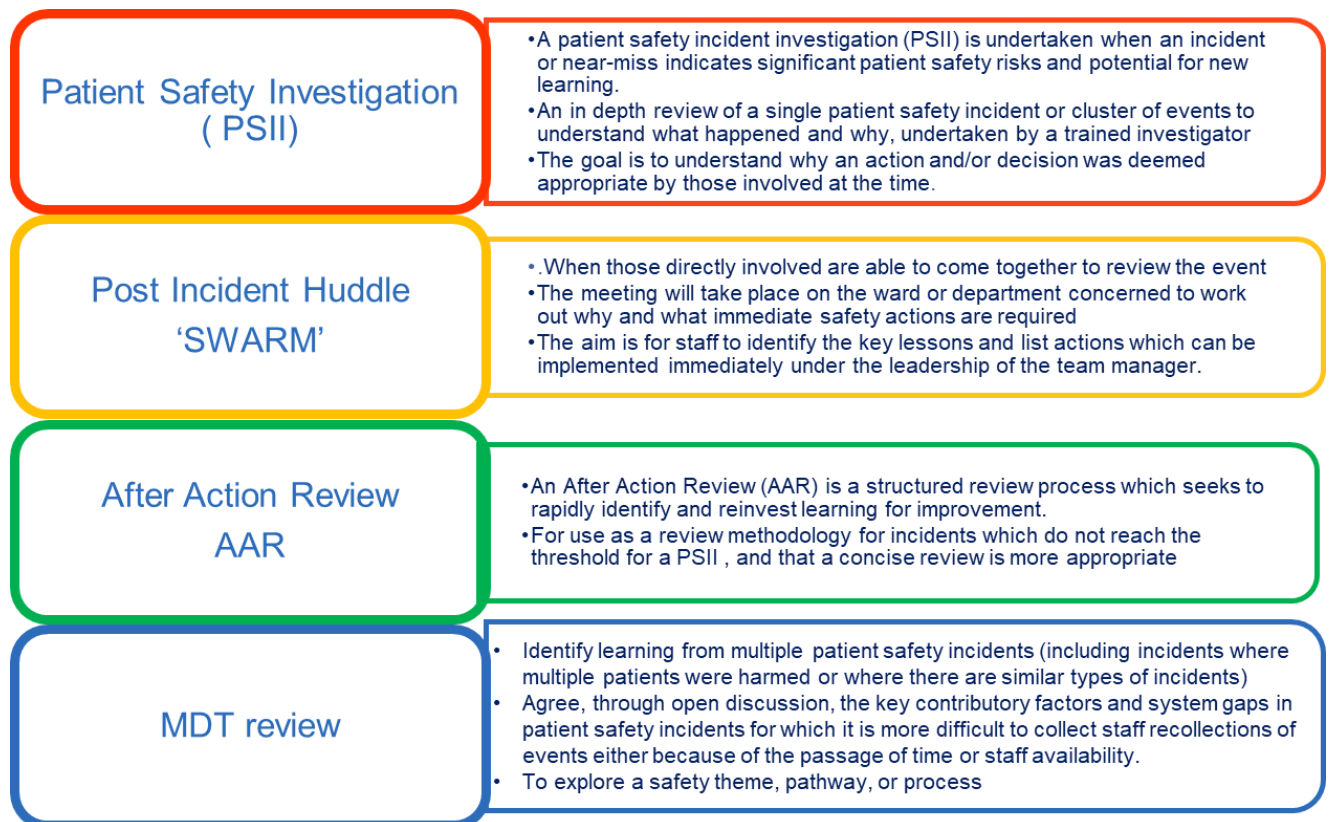 Patient Safety Investigation
( PSII)
•A patient safety incident investigation (PSII) is undertaken when an incident
or near-miss indicates significant patient safety risks and potential for new
learning.
•An in depth review of a single patient safety incident or cluster of events to
understand what happened and why, undertaken by a trained investigator
•The goal is to understand why an action and/or decision was deemed
appropriate by those involved at the time.
Post Incident Huddle
‘SWARM’
•.When those directly involved are able to come together to review the event
•The meeting will take place on the ward or department concerned to work
out why and what immediate safety actions are required
•The aim is for staff to identify the key lessons and list actions which can be
implemented immediately under the leadership of the team manager.
After Action Review
AAR
•An After Action Review (AAR) is a structured review process which seeks to
rapidly identify and reinvest learning for improvement.
•For use as a review methodology for incidents which do not reach the
threshold for a PSII , and that a concise review is more appropriate
MDT review
• Identify learning from multiple patient safety incidents (including incidents where
multiple patients were harmed or where there are similar types of incidents)
• Agree, through open discussion, the key contributory factors and system gaps in
patient safety incidents for which it is more difficult to collect staff recollections of
events either because of the passage of time or staff availability.
• To explore a safety theme, pathway, or process